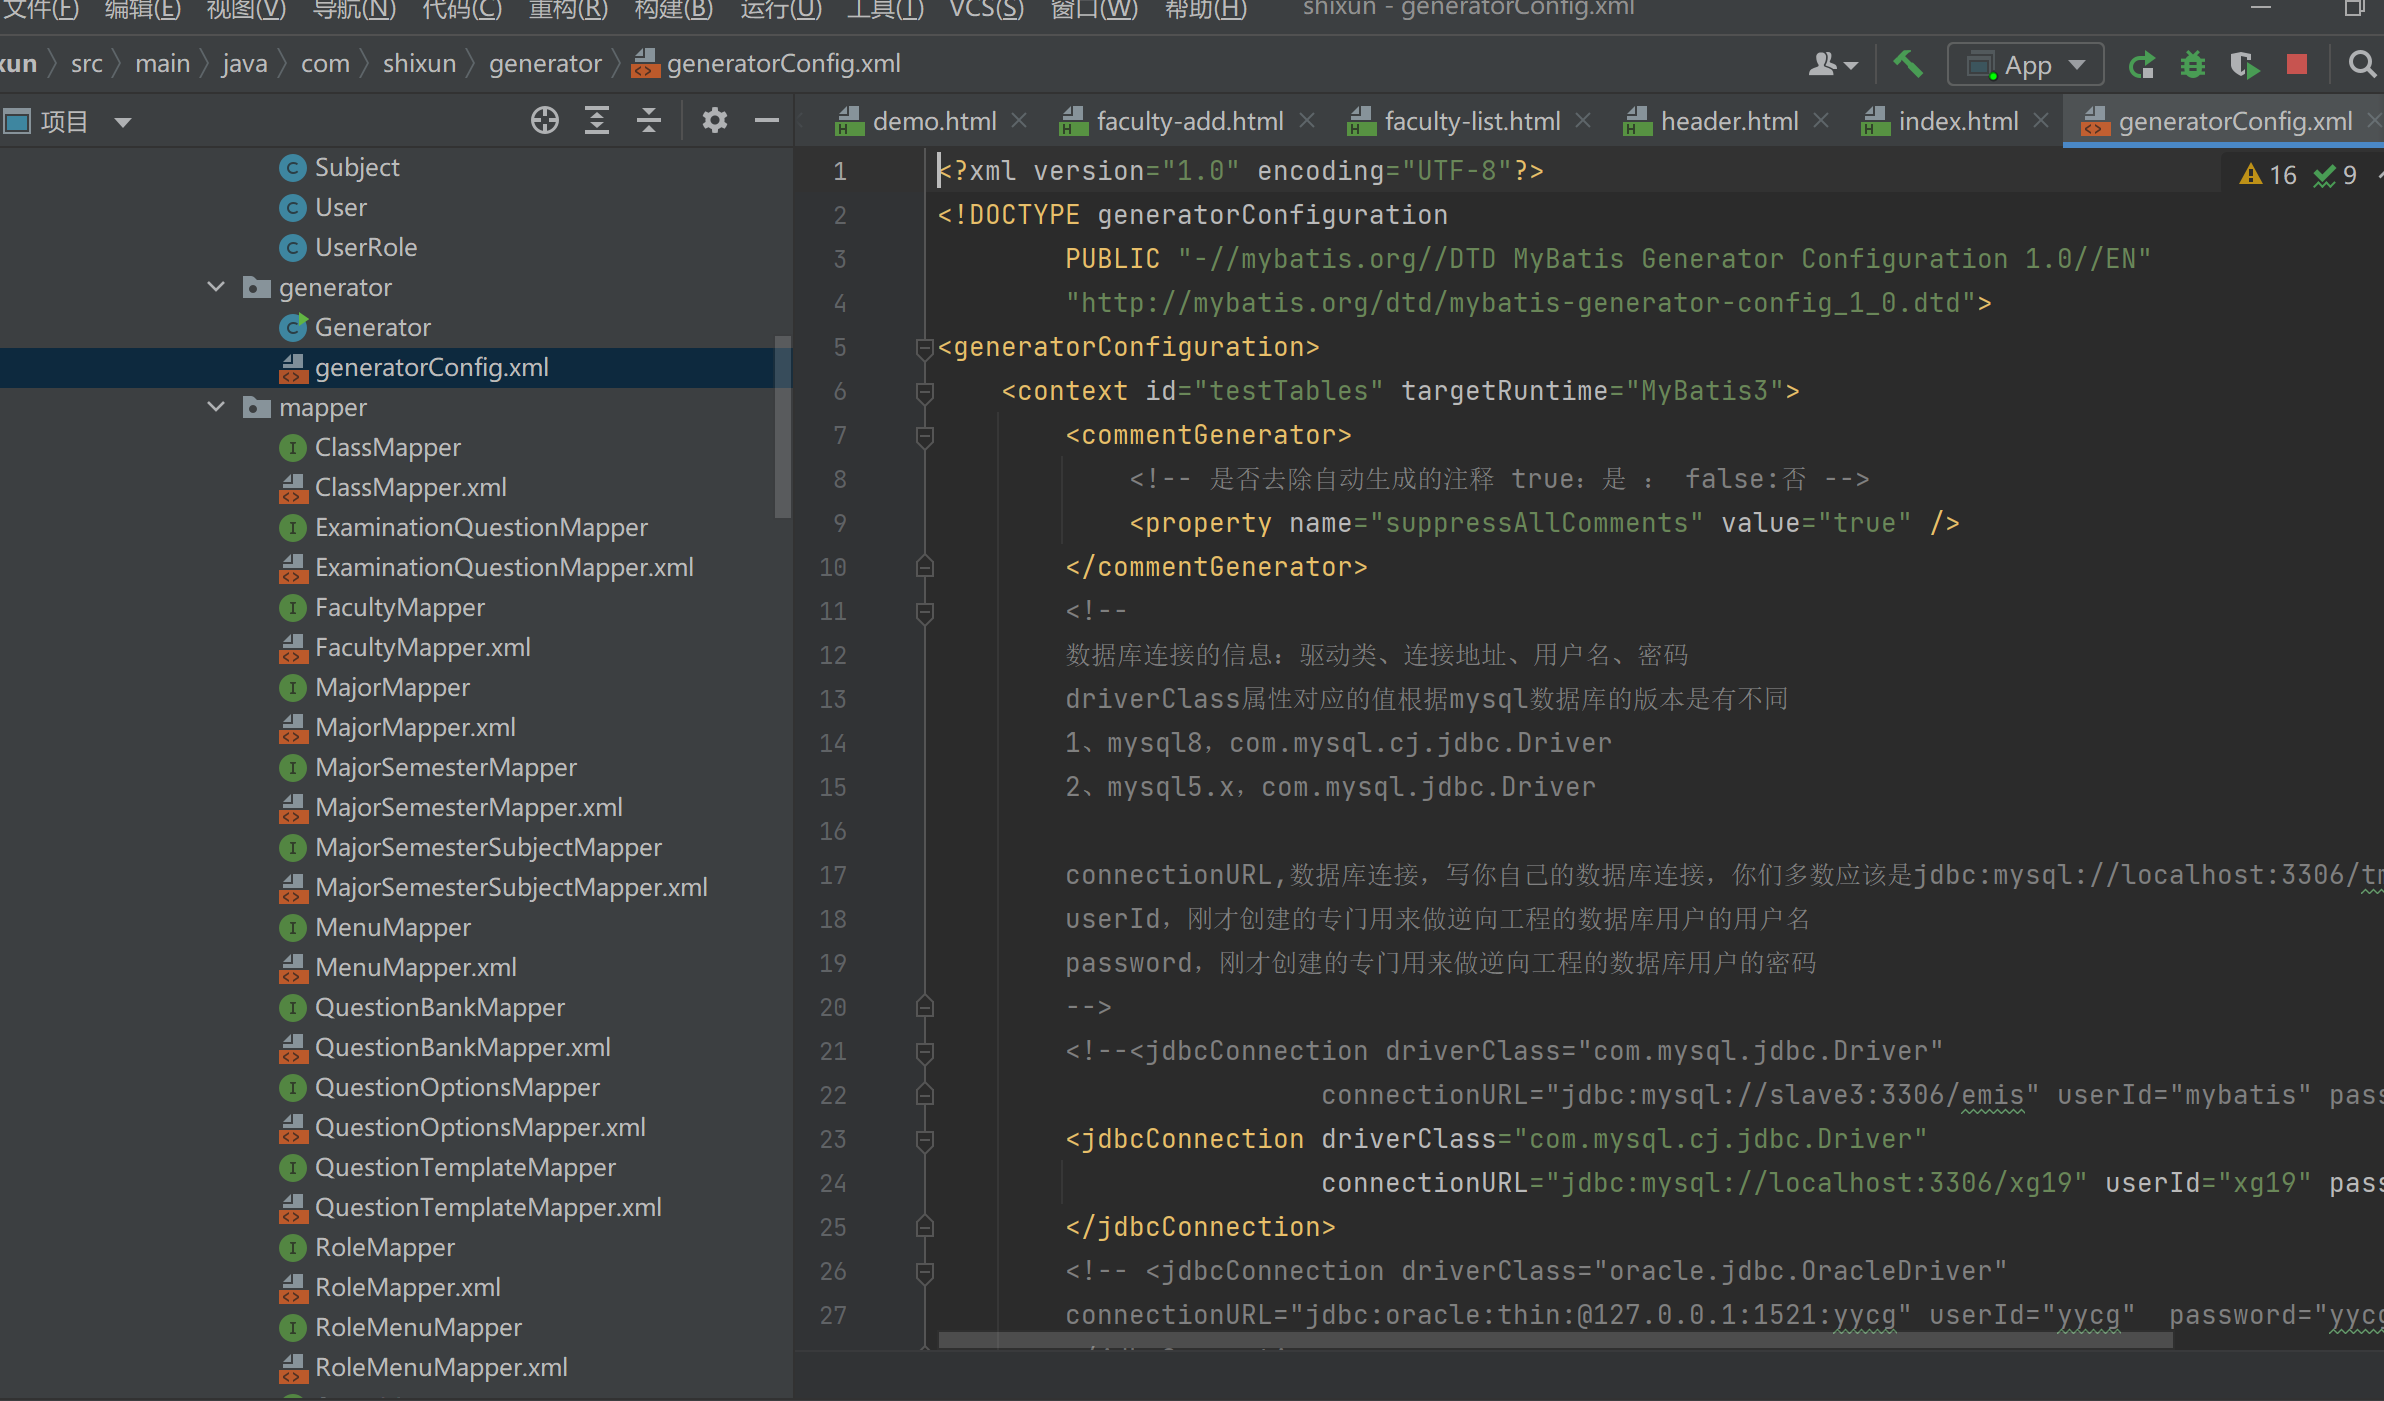 文件(F) 编辑(E) 视图(V) 导航(N) 代码(C) 重构(R) 构建(B) 运行(U) 工具(T) VCS(S) 窗口(W) 帮助(H) shixun - generatorConfig.xml
xun src main java com shixun generator generatorConfig.xml App
项目
demo.html faculty-add.html faculty-list.html header.html index.html generatorConfig.xml
Subject
User
UserRole
generator
Generator
generatorConfig.xml
mapper
ClassMapper
ClassMapper.xml
ExaminationQuestionMapper
ExaminationQuestionMapper.xml
FacultyMapper
FacultyMapper.xml
MajorMapper
MajorMapper.xml
MajorSemesterMapper
MajorSemesterMapper.xml
MajorSemesterSubjectMapper
MajorSemesterSubjectMapper.xml
MenuMapper
MenuMapper.xml
QuestionBankMapper
QuestionBankMapper.xml
QuestionOptionsMapper
QuestionOptionsMapper.xml
QuestionTemplateMapper
QuestionTemplateMapper.xml
RoleMapper
RoleMapper.xml
RoleMenuMapper
RoleMenuMapper.xml
16 9
1 <?xml version="1.0" encoding="UTF-8"?>
2 <!DOCTYPE generatorConfiguration
3 PUBLIC "-//mybatis.org//DTD MyBatis Generator Configuration 1.0//EN"
4 "http://mybatis.org/dtd/mybatis-generator-config_1_0.dtd">
5 <generatorConfiguration>
6 <context id="testTables" targetRuntime="MyBatis3">
7 <commentGenerator>
8 <!-- 是否去除自动生成的注释 true：是 ： false:否 -->
9 <property name="suppressAllComments" value="true" />
10 </commentGenerator>
11 <!--
12 数据库连接的信息：驱动类、连接地址、用户名、密码
13 driverClass属性对应的值根据mysql数据库的版本是有不同
14 1、mysql8，com.mysql.cj.jdbc.Driver
15 2、mysql5.x，com.mysql.jdbc.Driver
16
17 connectionURL,数据库连接，写你自己的数据库连接，你们多数应该是jdbc:mysql://localhost:3306/
18 userId，刚才创建的专门用来做逆向工程的数据库用户的用户名
19 password，刚才创建的专门用来做逆向工程的数据库用户的密码
20 -->
21 <!--<jdbcConnection driverClass="com.mysql.jdbc.Driver"
22 connectionURL="jdbc:mysql://slave3:3306/emis" userId="mybatis" pass
23 <jdbcConnection driverClass="com.mysql.cj.jdbc.Driver"
24 connectionURL="jdbc:mysql://localhost:3306/xg19" userId="xg19" pass
25 </jdbcConnection>
26 <!-- <jdbcConnection driverClass="oracle.jdbc.OracleDriver"
27 connectionURL="jdbc:oracle:thin:@127.0.0.1:1521:yycg" userId="yycg" password="yycg